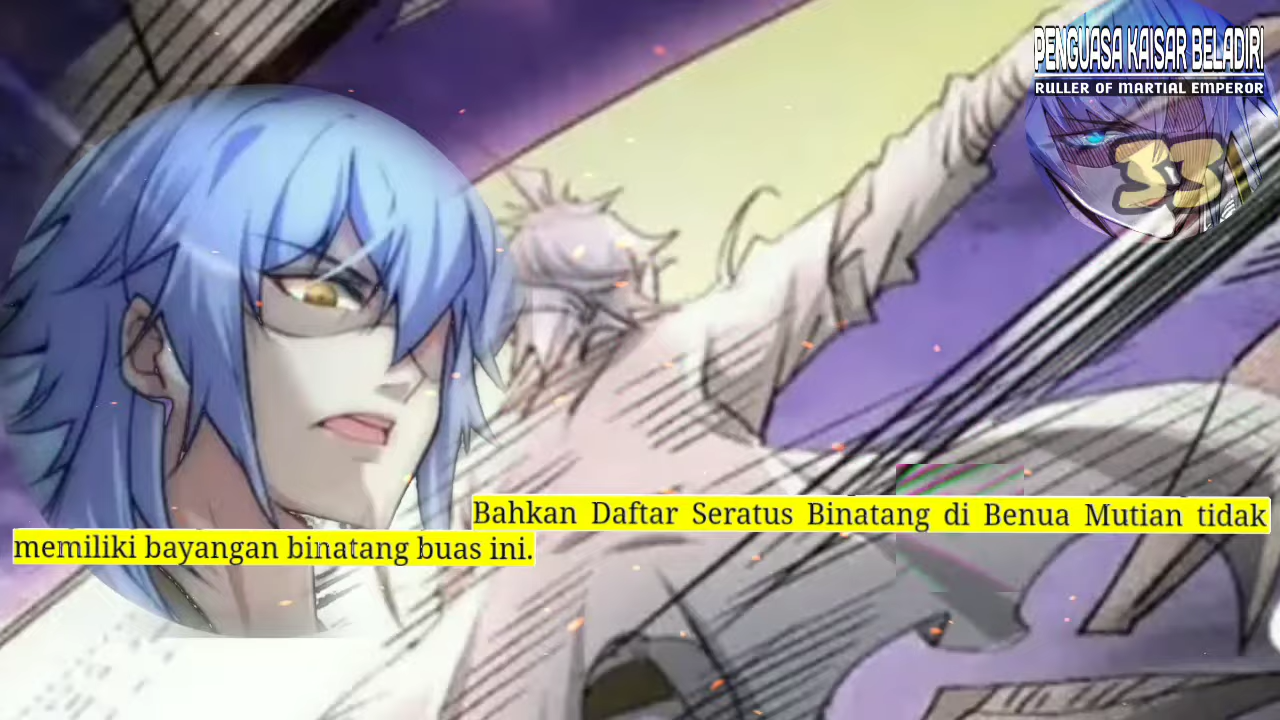 PENGUASA KAISAR BELADIRI
RULLER OF MARTIAL EMPEROR
33
Bahkan Daftar Seratus Binatang di Benua Mutian tidak
memiliki bayangan binatang buas ini.